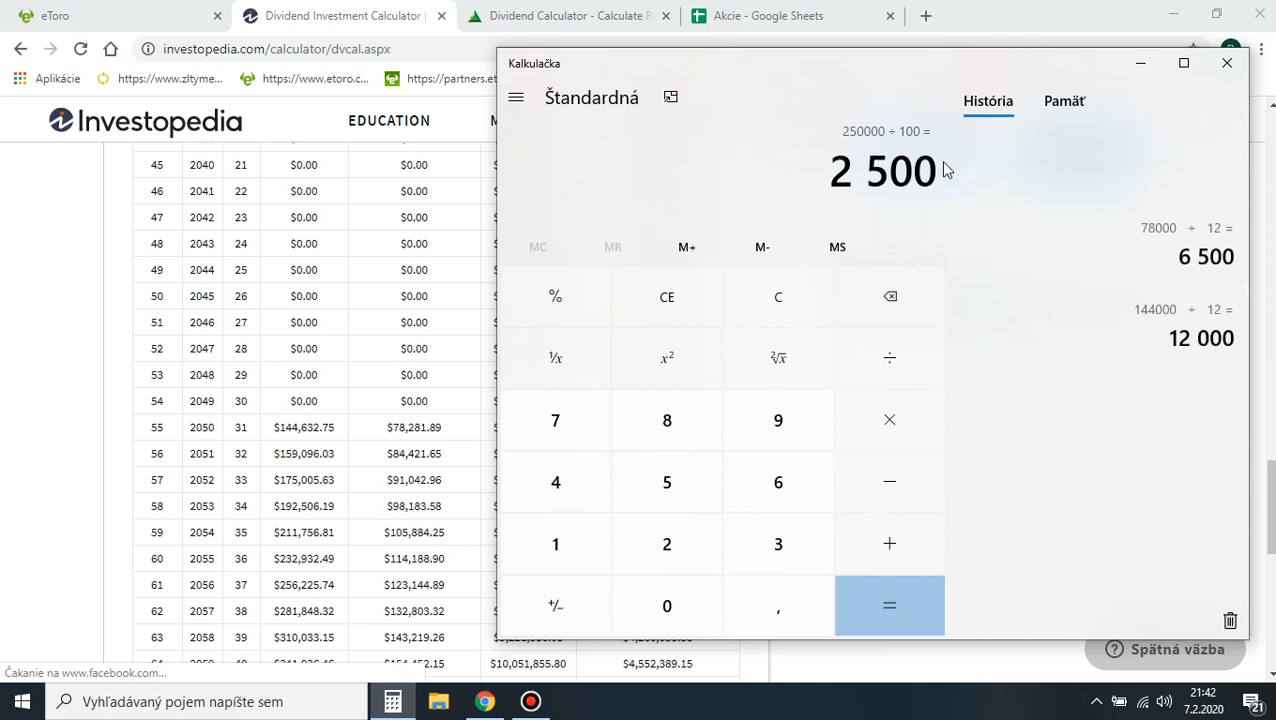 eToro
Dividend Investment Calculator
Dividend Calculator - Calculate R
Akcie - Google Sheets
investopedia.com/calculator/dvcal.aspx
Aplikácie
https://www.zltyme...
https://www.etoro.c...
https://partners.et
Investopedia
EDUCATION
Kalkulačka
Štandardná
História
Pamäť
250000 ÷ 100 =
2 500
78000 ÷ 12 =
6 500
144000 ÷ 12 =
12 000
MC MR M+ M- MS
% CE C
¹/x x² ²√x ÷
7 8 9 ×
4 5 6 −
1 2 3 +
+/− 0 , =
45 2040 21 $0.00 $0.00
46 2041 22 $0.00 $0.00
47 2042 23 $0.00 $0.00
48 2043 24 $0.00 $0.00
49 2044 25 $0.00 $0.00
50 2045 26 $0.00 $0.00
51 2046 27 $0.00 $0.00
52 2047 28 $0.00 $0.00
53 2048 29 $0.00 $0.00
54 2049 30 $0.00 $0.00
55 2050 31 $144,632.75 $78,281.89
56 2051 32 $159,096.03 $84,421.65
57 2052 33 $175,005.63 $91,042.96
58 2053 34 $192,506.19 $98,183.58
59 2054 35 $211,756.81 $105,884.25
60 2055 36 $232,932.49 $114,188.90
61 2056 37 $256,225.74 $123,144.89
62 2057 38 $281,848.32 $132,803.32
63 2058 39 $310,033.15 $143,219.26
$10,051,855.80 $4,552,389.15
Čakanie na www.facebook.com...
Spätná väzba
Vyhľadávaný pojem napíšte sem
21:42
7.2.2020
21